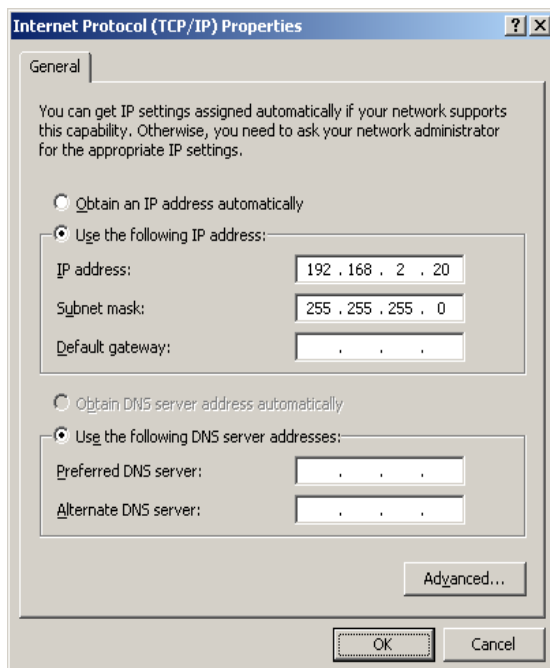 Internet Protocol (TCP/IP) Properties
General
You can get IP settings assigned automatically if your network supports
this capability. Otherwise, you need to ask your network administrator
for the appropriate IP settings.
Obtain an IP address automatically
Use the following IP address:
IP address: 192 . 168 . 2 . 20
Subnet mask: 255 . 255 . 255 . 0
Default gateway: . . .
Obtain DNS server address automatically
Use the following DNS server addresses:
Preferred DNS server: . . .
Alternate DNS server: . . .
Advanced...
OK Cancel